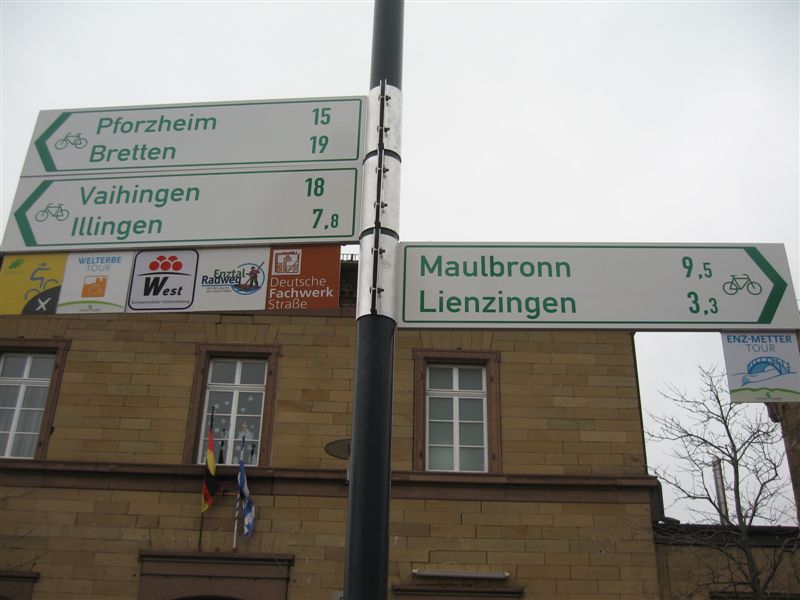 Pforzheim 15
Bretten 19
Vaihingen 18
Illingen 7,8
WELTERBE
TOUR
West
Enztal
Radweg
Deutsche
Fachwerk
Straße
Maulbronn 9,5
Lienzingen 3,3
ENZ-METTER
TOUR